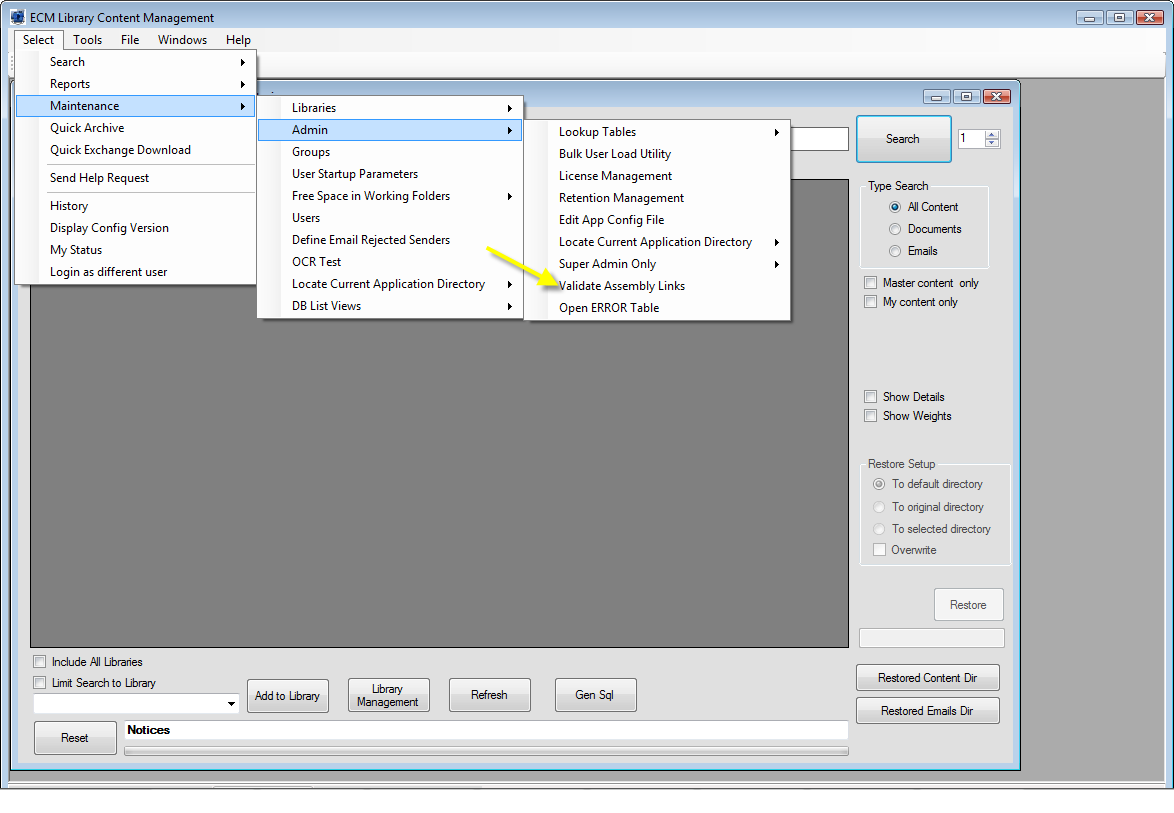 ECM Library Content Management
Select Tools File Windows Help
Search
Reports
Maintenance
Quick Archive
Quick Exchange Download
Send Help Request
History
Display Config Version
My Status
Login as different user
Libraries
Admin
Groups
User Startup Parameters
Free Space in Working Folders
Users
Define Email Rejected Senders
OCR Test
Locate Current Application Directory
DB List Views
Lookup Tables
Bulk User Load Utility
License Management
Retention Management
Edit App Config File
Locate Current Application Directory
Super Admin Only
Validate Assembly Links
Open ERROR Table
Search
1
Type Search
All Content
Documents
Emails
Master content only
My content only
Show Details
Show Weights
Restore Setup
To default directory
To original directory
To selected directory
Overwrite
Restore
Restored Content Dir
Restored Emails Dir
Include All Libraries
Limit Search to Library
Add to Library
Library
Management
Refresh
Gen Sql
Reset
Notices